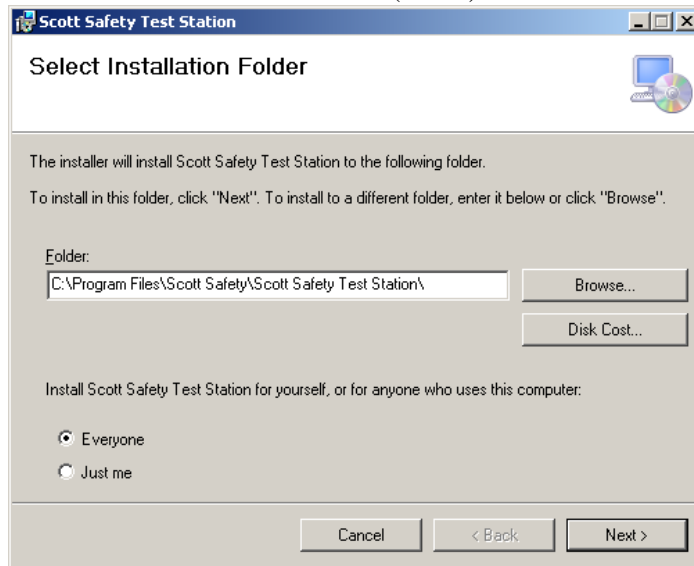 Scott Safety Test Station
Select Installation Folder
The installer will install Scott Safety Test Station to the following folder.
To install in this folder, click "Next". To install to a different folder, enter it below or click "Browse".
Folder:
C:\Program Files\Scott Safety\Scott Safety Test Station\
Browse...
Disk Cost...
Install Scott Safety Test Station for yourself, or for anyone who uses this computer:
Everyone
Just me
Cancel
< Back
Next >